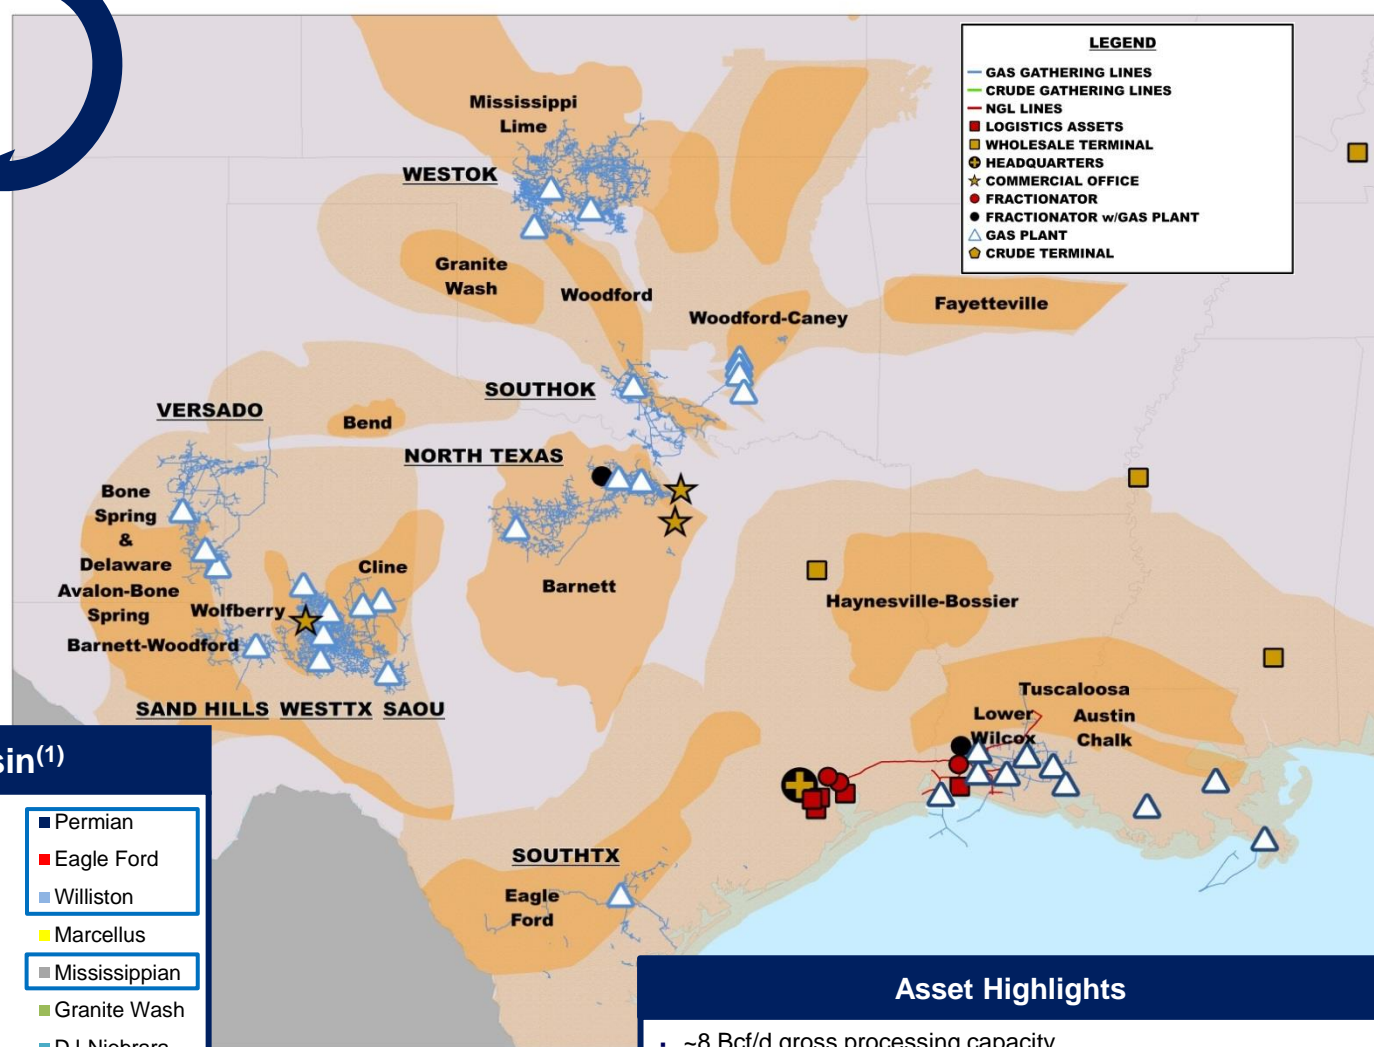 LEGEND
GAS GATHERING LINES
CRUDE GATHERING LINES
NGL LINES
LOGISTICS ASSETS
WHOLESALE TERMINAL
HEADQUARTERS
COMMERCIAL OFFICE
FRACTIONATOR
FRACTIONATOR w/GAS PLANT
GAS PLANT
CRUDE TERMINAL
Mississippi
Lime
WESTOK
Granite
Wash
Woodford
Woodford-Caney
Fayetteville
SOUTHOK
VERSADO
Bend
NORTH TEXAS
Bone
Spring
&
Delaware
Avalon-Bone
Spring
Cline
Wolfberry
Barnett-Woodford
Barnett
Haynesville-Bossier
SAND HILLS WESTTX SAOU
Tuscaloosa
Lower
Wilcox
Austin
Chalk
SOUTHTX
Eagle
Ford
sin(1)
Permian
Eagle Ford
Williston
Marcellus
Mississippian
Granite Wash
DJ Niobrara
Asset Highlights
~8 Bcf/d gross processing capacity